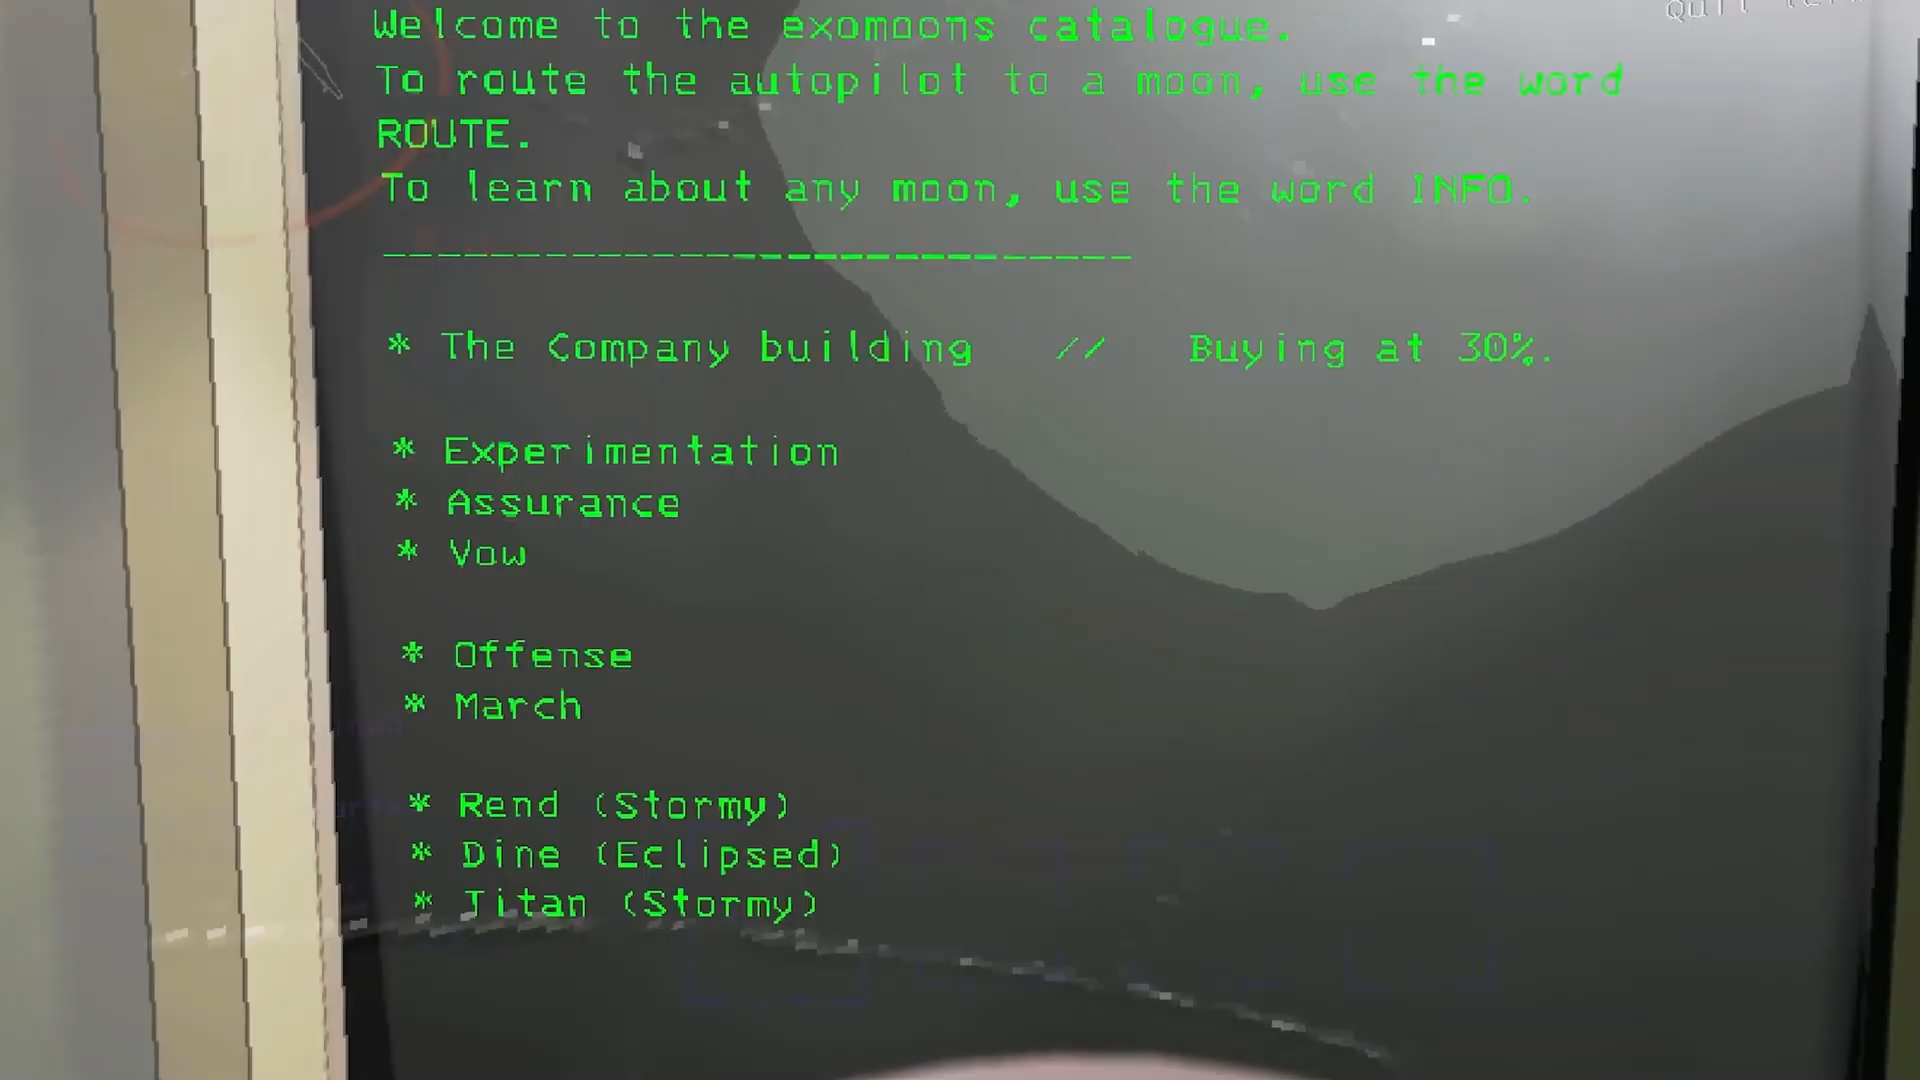 Welcome to the exomoons catalogue.
To route the autopilot to a moon, use the word
ROUTE.
To learn about any moon, use the word INFO.
----------------------------
* The Company building // Buying at 30%.
* Experimentation
* Assurance
* Vow
* Offense
* March
* Rend (Stormy)
* Dine (Eclipsed)
* Titan (Stormy)